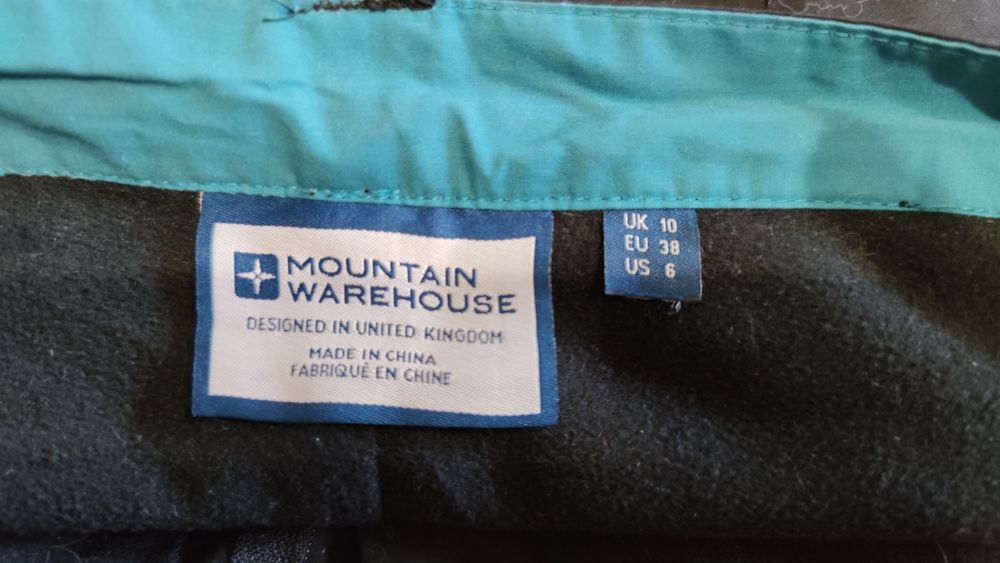 MOUNTAIN
WAREHOUSE
DESIGNED IN UNITED KINGDOM
MADE IN CHINA
FABRIQUÉ EN CHINE
UK 10
EU 38
US 6